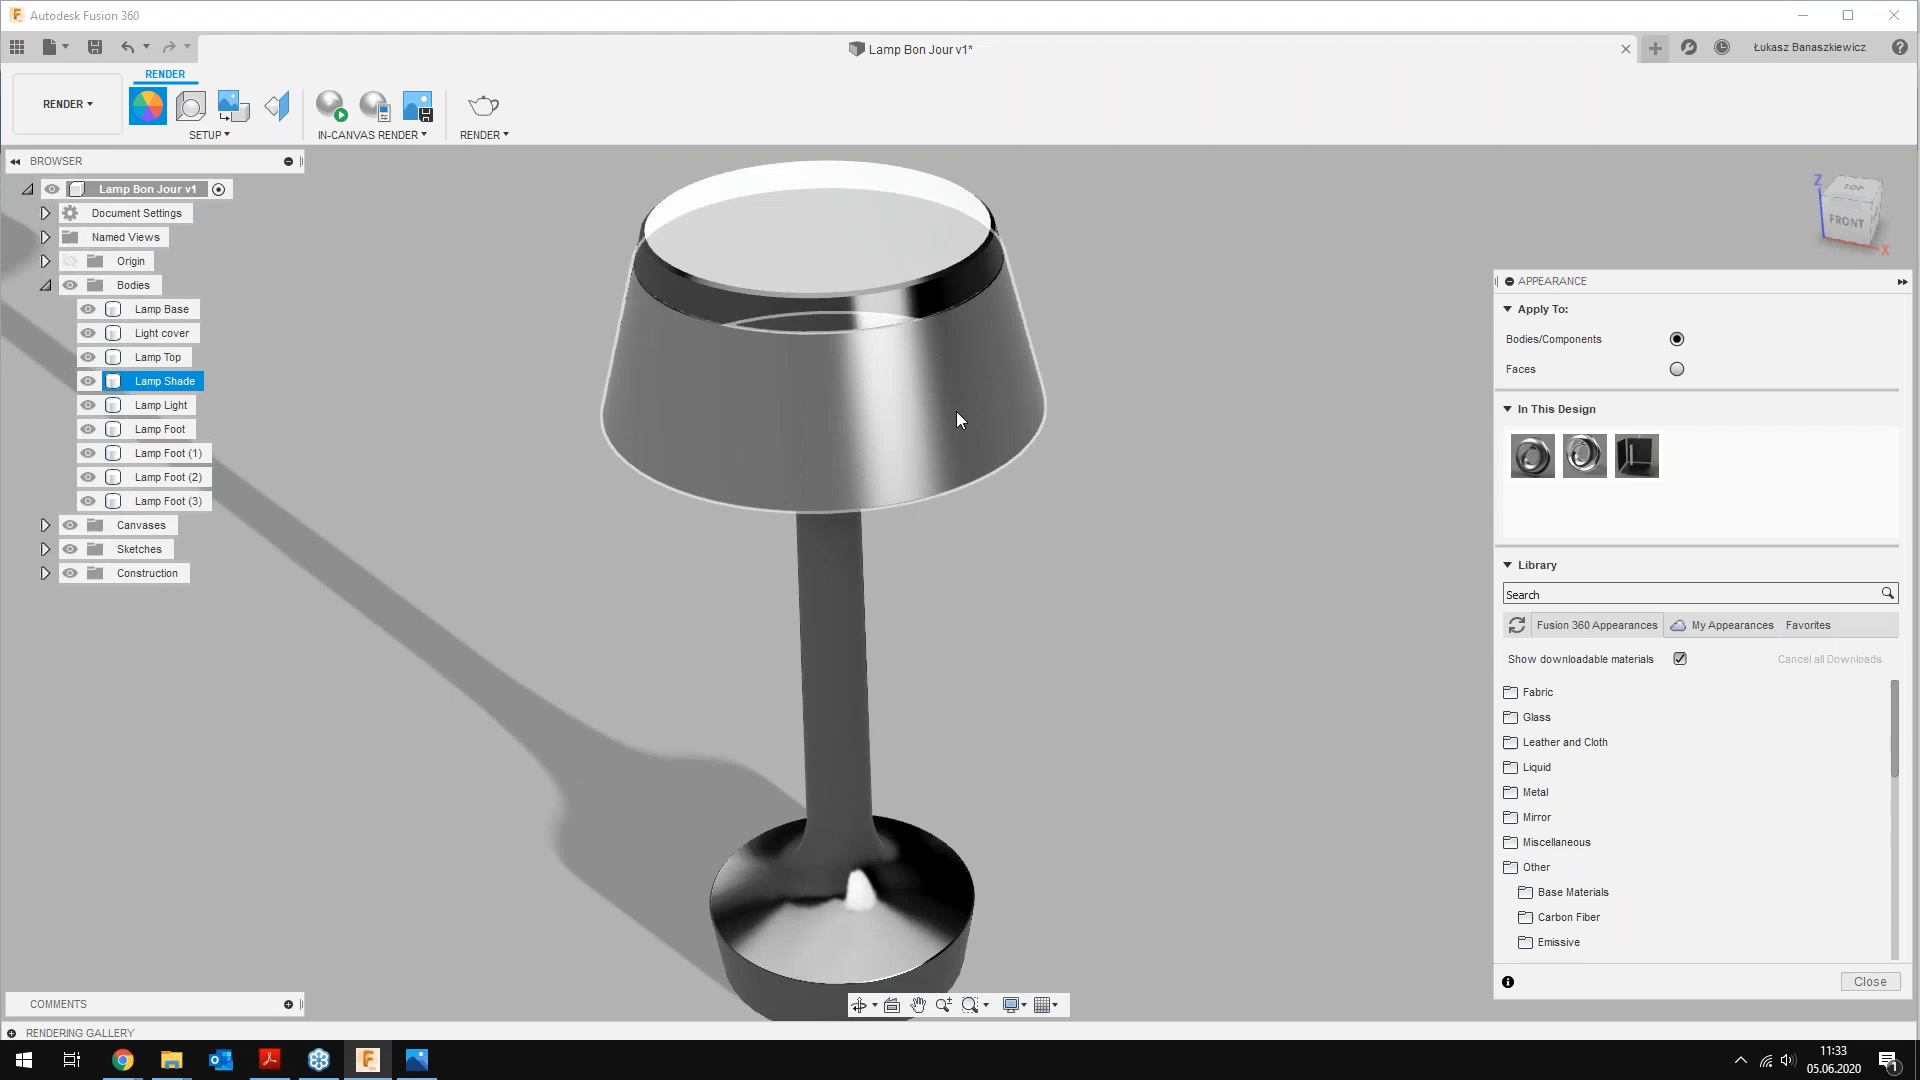 Autodesk Fusion 360
Lamp Bon Jour v1*
Łukasz Banaszkiewicz
RENDER
RENDER
SETUP
IN-CANVAS RENDER
RENDER
BROWSER
Lamp Bon Jour v1
Document Settings
Named Views
Origin
Bodies
Lamp Base
Light cover
Lamp Top
Lamp Shade
Lamp Light
Lamp Foot
Lamp Foot (1)
Lamp Foot (2)
Lamp Foot (3)
Canvases
Sketches
Construction
Z
TOP
FRONT
X
APPEARANCE
Apply To:
Bodies/Components
Faces
In This Design
Library
Search
Fusion 360 Appearances
My Appearances
Favorites
Show downloadable materials
Cancel all Downloads
Fabric
Glass
Leather and Cloth
Liquid
Metal
Mirror
Miscellaneous
Other
Base Materials
Carbon Fiber
Emissive
Close
COMMENTS
RENDERING GALLERY
11:33
05.06.2020
1